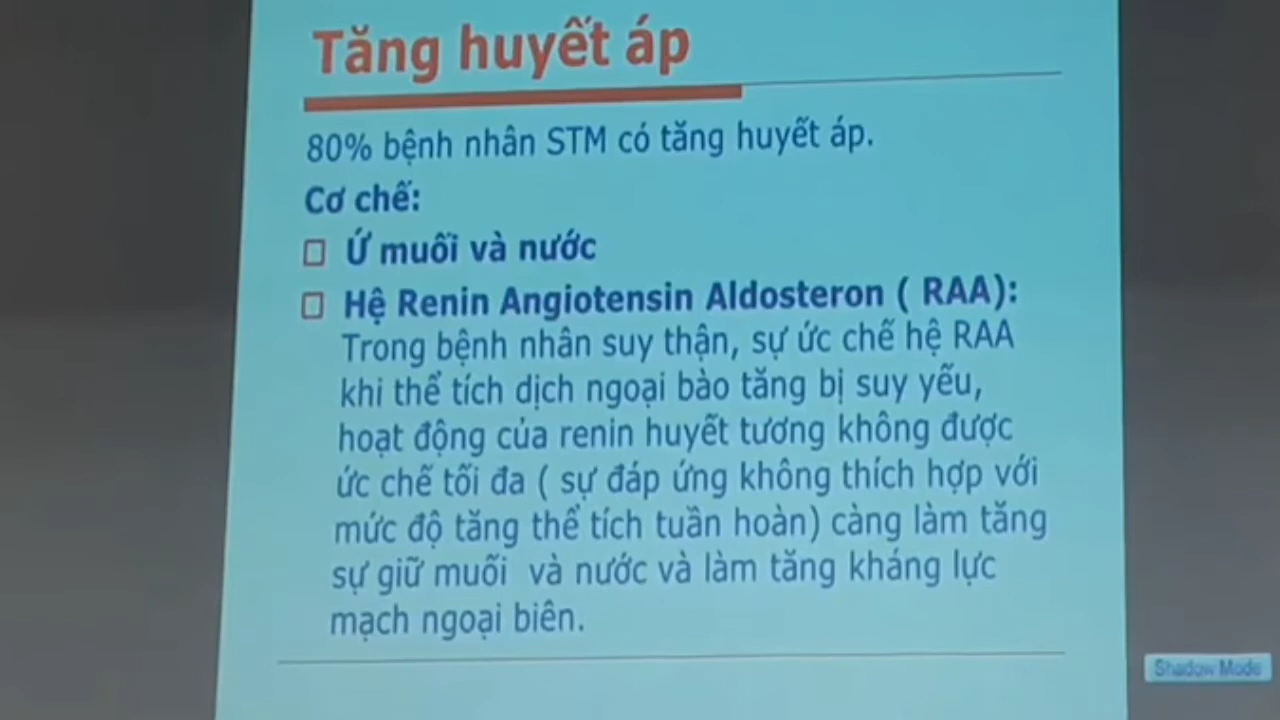 Tăng huyết áp
80% bệnh nhân STM có tăng huyết áp.
Cơ chế:
Ứ muối và nước
Hệ Renin Angiotensin Aldosteron ( RAA):
Trong bệnh nhân suy thận, sự ức chế hệ RAA
khi thể tích dịch ngoại bào tăng bị suy yếu,
hoạt động của renin huyết tương không được
ức chế tối đa ( sự đáp ứng không thích hợp với
mức độ tăng thể tích tuần hoàn) càng làm tăng
sự giữ muối và nước và làm tăng kháng lực
mạch ngoại biên.
Shadow Mode